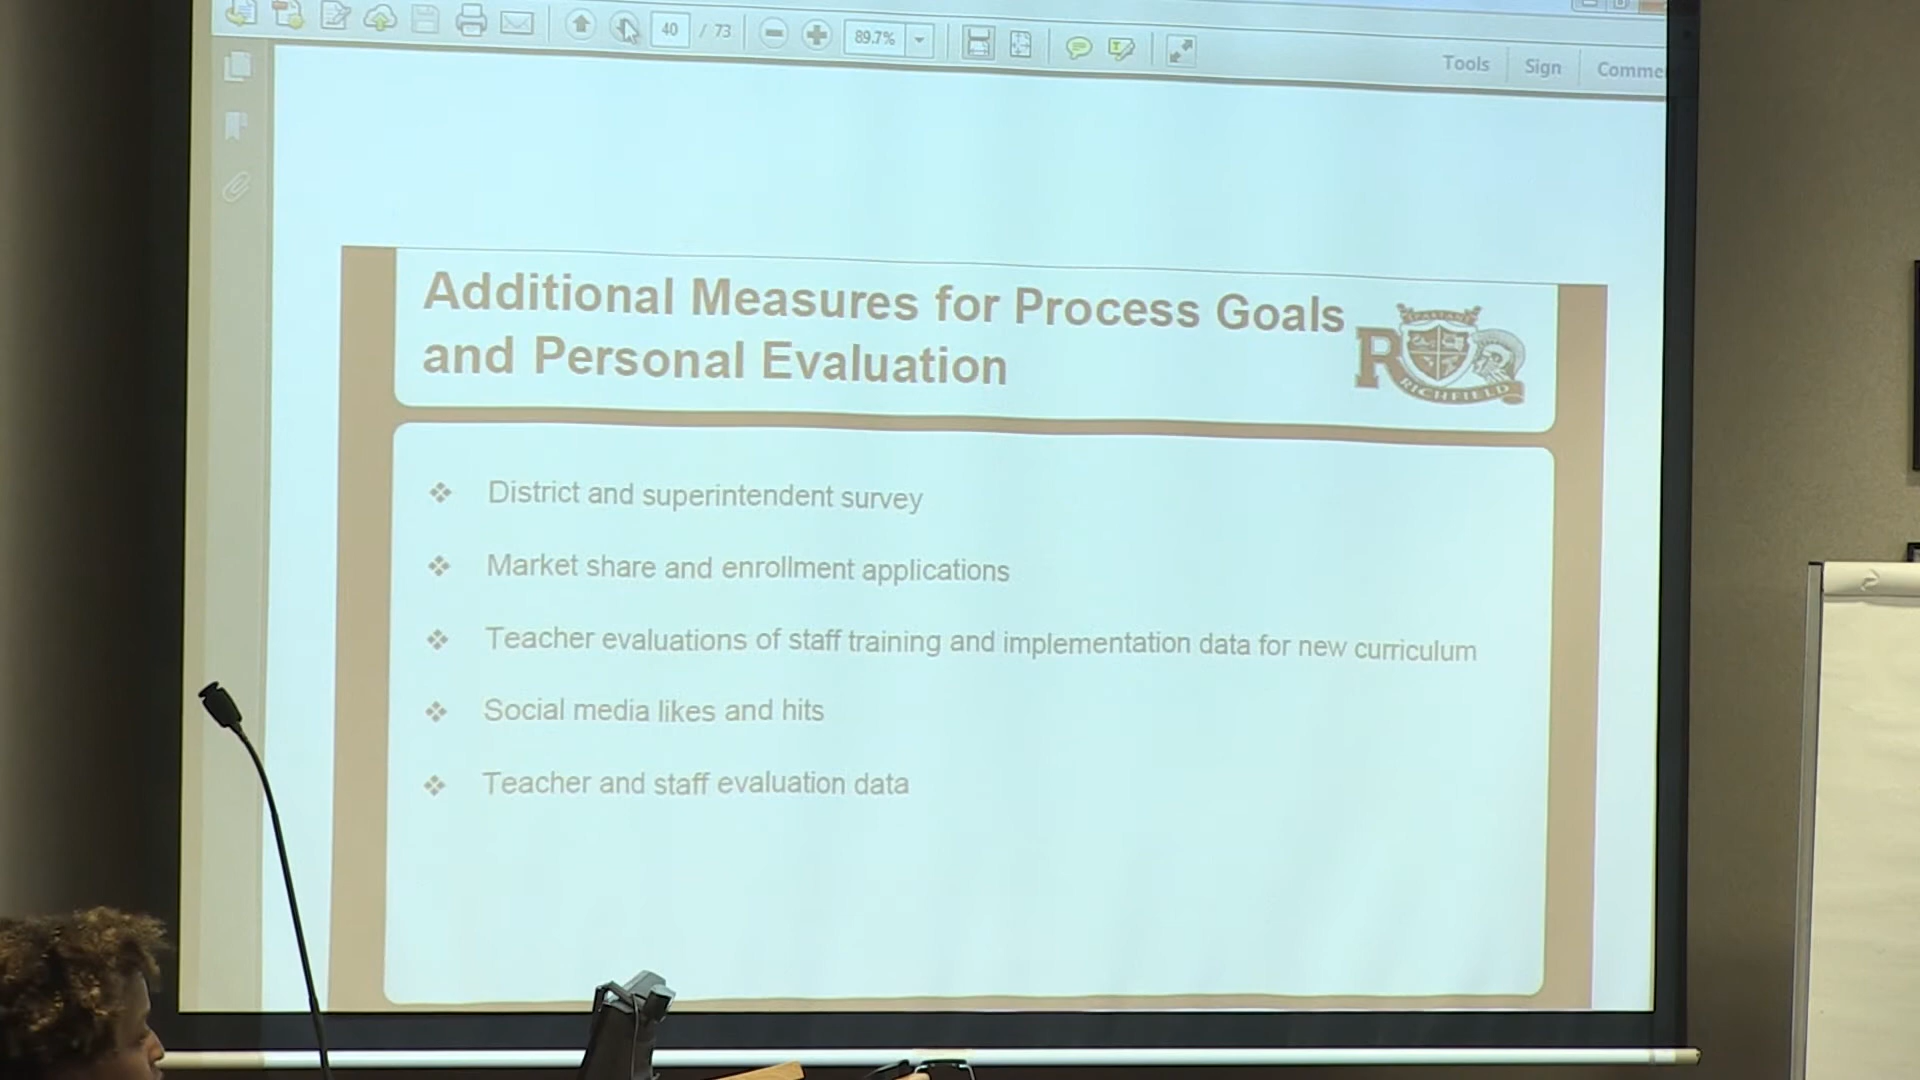 40 / 73
89.7%
Tools
Sign
Comme
Additional Measures for Process Goals
and Personal Evaluation
SPARTANS
R
RICHFIELD
❖ District and superintendent survey
❖ Market share and enrollment applications
❖ Teacher evaluations of staff training and implementation data for new curriculum
❖ Social media likes and hits
❖ Teacher and staff evaluation data